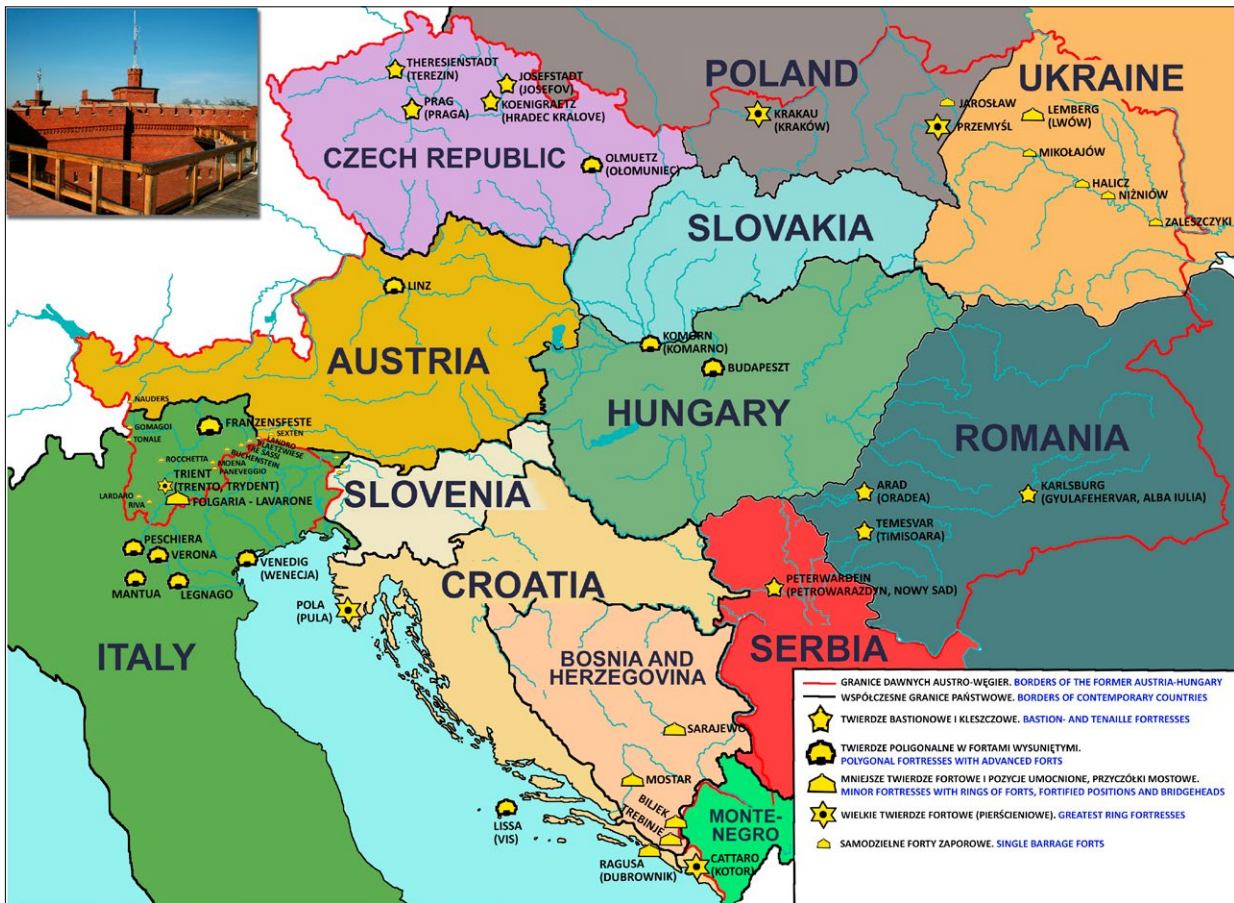 THERESIENSTADT
(TEREZIN)
JOSEFSTADT
(JOSEFOV)
PRAG
(PRAGA)
KOENIGRAETZ
(HRADEC KRALOVE)
CZECH REPUBLIC
OLMUETZ
(OŁOMUNIEC)
POLAND
KRAKAU
(KRAKÓW)
JAROSŁAW
PRZEMYŚL
UKRAINE
LEMBERG
(LWÓW)
MIKOŁAJÓW
HALICZ
NIŻNIÓW
ZALESZCZYKI
SLOVAKIA
LINZ
AUSTRIA
KOMORN
(KOMARNO)
BUDAPESZT
HUNGARY
ROMANIA
ARAD
(ORADEA)
KARLSBURG
(GYULAFEHERVAR, ALBA IULIA)
TEMESVAR
(TIMISOARA)
NAUDERS
GOMAGOI
TONALE
FRANZENSFESTE
SEXTEN
LANDRO
PLAETZWIESE
TRE SASSI
BUCHENSTEIN
ROCCHETTA
MOENA
PANEVEGGIO
TRIENT
(TRENTO, TRYDENT)
LARDARO
RIVA
FOLGARIA - LAVARONE
SLOVENIA
PESCHIERA
VERONA
VENEDIG
(WENECJA)
MANTUA
LEGNAGO
POLA
(PULA)
ITALY
CROATIA
PETERWARDEIN
(PETROWARAZDYN, NOWY SAD)
SERBIA
BOSNIA AND
HERZEGOVINA
SARAJEWO
MOSTAR
BILJEK
TREBINJE
LISSA
(VIS)
RAGUSA
(DUBROWNIK)
CATTARO
(KOTOR)
MONTE-
NEGRO
GRANICE DAWNYCH AUSTRO-WĘGIER. BORDERS OF THE FORMER AUSTRIA-HUNGARY
WSPÓŁCZESNE GRANICE PAŃSTWOWE. BORDERS OF CONTEMPORARY COUNTRIES
TWIERDZE BASTIONOWE I KLESZCZOWE. BASTION- AND TENAILLE FORTRESSES
TWIERDZE POLIGONALNE W FORTAMI WYSUNIĘTYMI.
POLYGONAL FORTRESSES WITH ADVANCED FORTS
MNIEJSZE TWIERDZE FORTOWE I POZYCJE UMOCNIONE, PRZYCZÓŁKI MOSTOWE.
MINOR FORTRESSES WITH RINGS OF FORTS, FORTIFIED POSITIONS AND BRIDGEHEADS
WIELKIE TWIERDZE FORTOWE (PIERŚCIENIOWE). GREATEST RING FORTRESSES
SAMODZIELNE FORTY ZAPOROWE. SINGLE BARRAGE FORTS